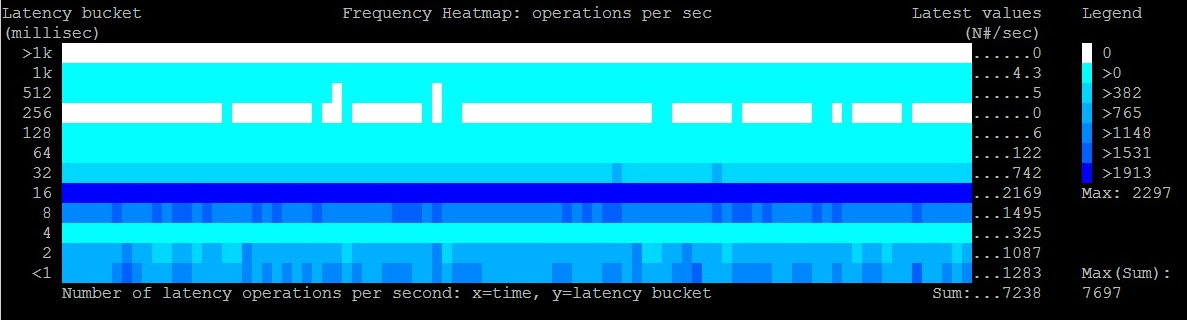 Latency bucket Frequency Heatmap: operations per sec Latest values Legend
(millisec) (N#/sec)
>1k ......0 0
1k ....4.3 >0
512 ......5 >382
256 ......0 >765
128 ......6 >1148
64 ....122 >1531
32 ....742 >1913
16 ...2169 Max: 2297
8 ...1495
4 ....325
2 ...1087
<1 ...1283 Max(Sum):
Number of latency operations per second: x=time, y=latency bucket Sum:...7238 7697